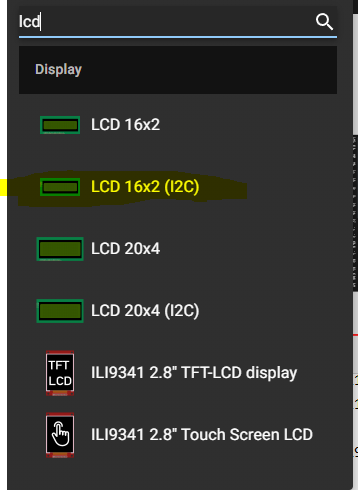 lcd
Display
LCD 16x2
LCD 16x2 (I2C)
LCD 20x4
LCD 20x4 (I2C)
TFT
LCD
ILI9341 2.8" TFT-LCD display
ILI9341 2.8" Touch Screen LCD